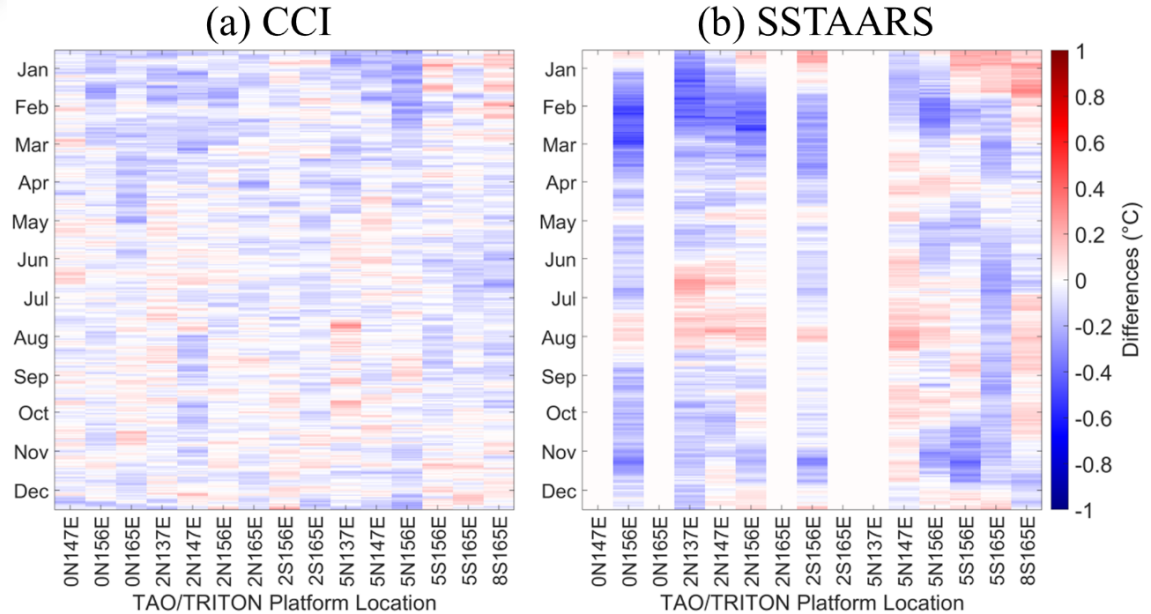 (a) CCI
(b) SSTAARS
Jan
Feb
Mar
Apr
May
Jun
Jul
Aug
Sep
Oct
Nov
Dec
0N147E
0N156E
0N165E
2N137E
2N147E
2N156E
2N165E
2S156E
2S165E
5N137E
5N147E
5N156E
5S156E
5S165E
8S165E
TAO/TRITON Platform Location
Jan
Feb
Mar
Apr
May
Jun
Jul
Aug
Sep
Oct
Nov
Dec
0N147E
0N156E
0N165E
2N137E
2N147E
2N156E
2N165E
2S156E
2S165E
5N137E
5N147E
5N156E
5S156E
5S165E
8S165E
TAO/TRITON Platform Location
1
0.8
0.6
0.4
0.2
0
-0.2
-0.4
-0.6
-0.8
-1
Differences (°C)